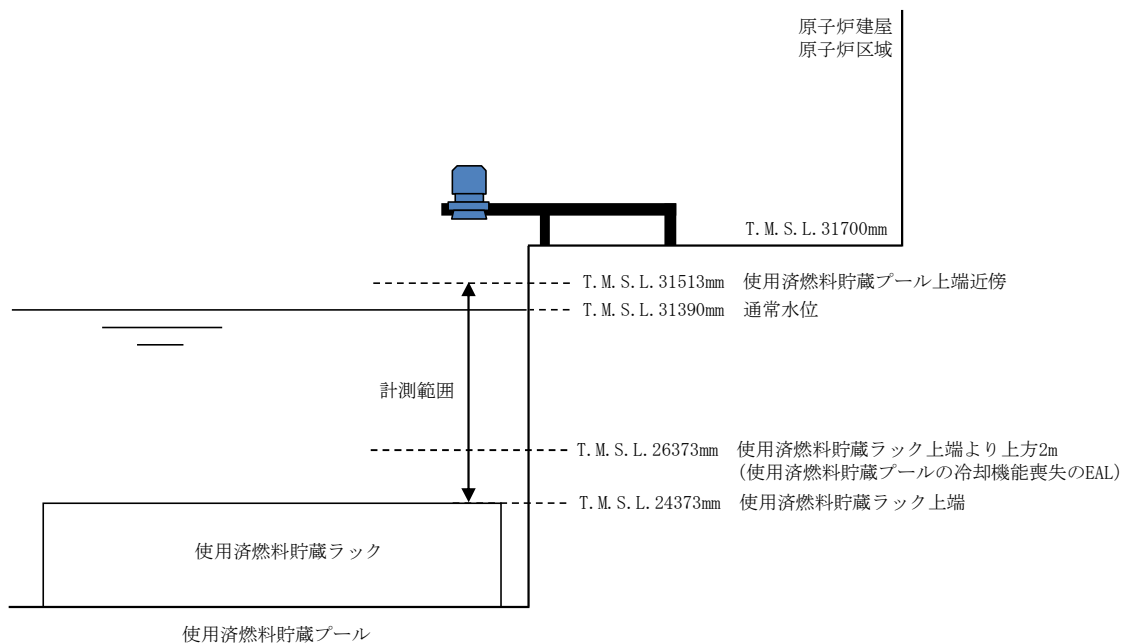 原子炉建屋
原子炉区域
T.M.S.L.31700mm
T.M.S.L.31513mm 使用済燃料貯蔵プール上端近傍
T.M.S.L.31390mm 通常水位
計測範囲
T.M.S.L.26373mm 使用済燃料貯蔵ラック上端より上方2m
(使用済燃料貯蔵プールの冷却機能喪失のEAL)
T.M.S.L.24373mm 使用済燃料貯蔵ラック上端
使用済燃料貯蔵ラック
使用済燃料貯蔵プール